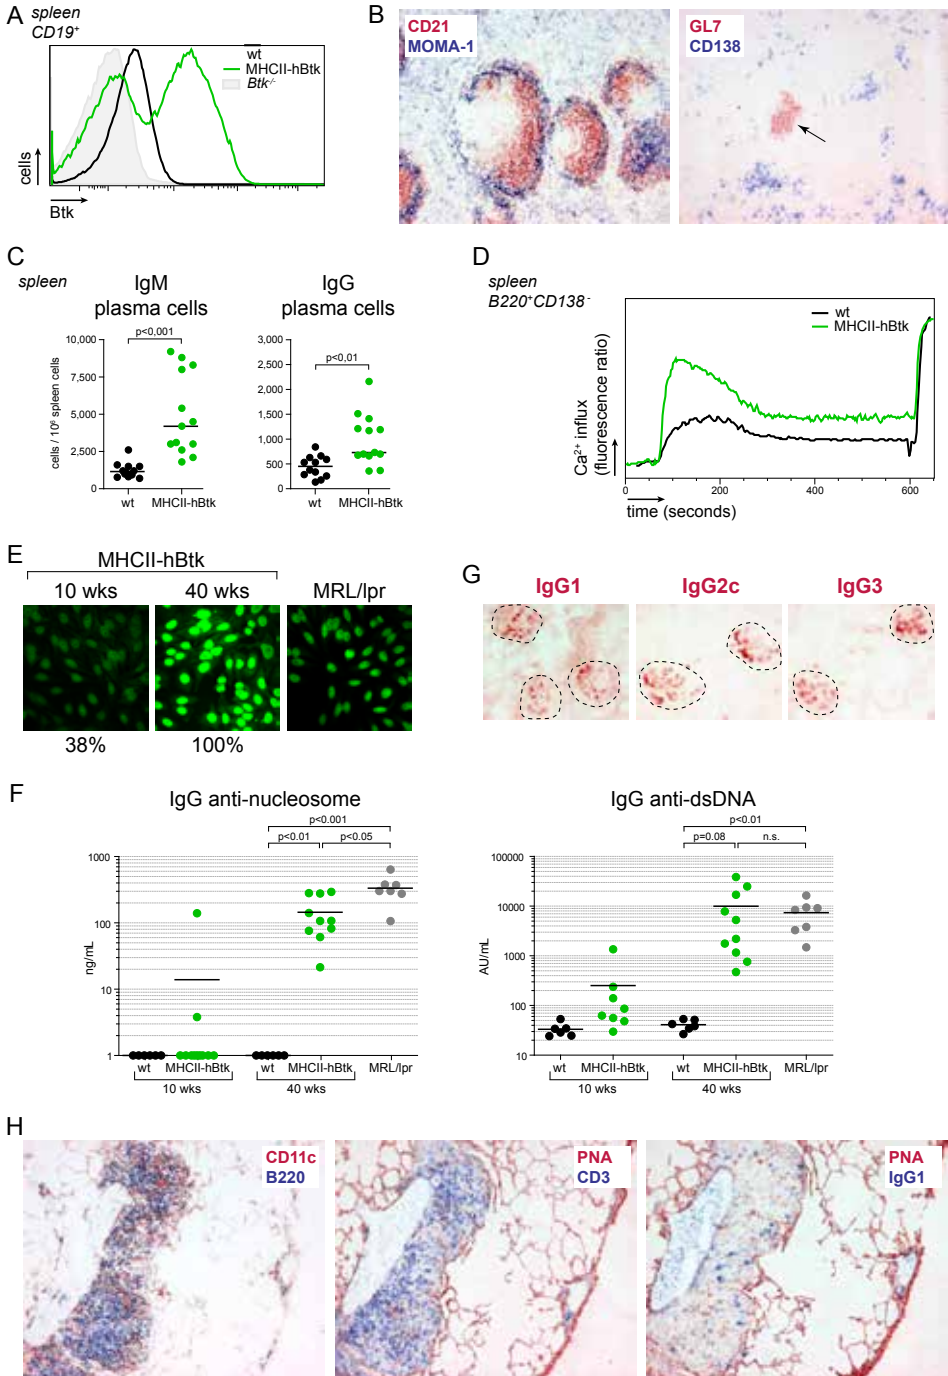 A
spleen
CD19+
wt
MHCII-hBtk
Btk-/-
cells
Btk
B
CD21
MOMA-1
GL7
CD138
C
spleen
IgM
plasma cells
IgG
plasma cells
p<0,001
p<0,01
cells / 10⁶ spleen cells
10,000
7,500
5,000
2,500
0
3,000
2,500
2,000
1,500
1,000
500
0
wt MHCII-hBtk
wt MHCII-hBtk
D
spleen
B220+CD138-
wt
MHCII-hBtk
Ca²⁺ influx
(fluorescence ratio)
0 200 400 600
time (seconds)
E
MHCII-hBtk
10 wks 40 wks MRL/lpr
38% 100%
G
IgG1 IgG2c IgG3
F
IgG anti-nucleosome
p<0.001
p<0.01 p<0.05
ng/mL
1000
100
10
1
wt MHCII-hBtk wt MHCII-hBtk MRL/lpr
10 wks 40 wks
IgG anti-dsDNA
p<0.01
p=0.08 n.s.
AU/mL
100000
10000
1000
100
10
wt MHCII-hBtk wt MHCII-hBtk MRL/lpr
10 wks 40 wks
H
CD11c
B220
PNA
CD3
PNA
IgG1